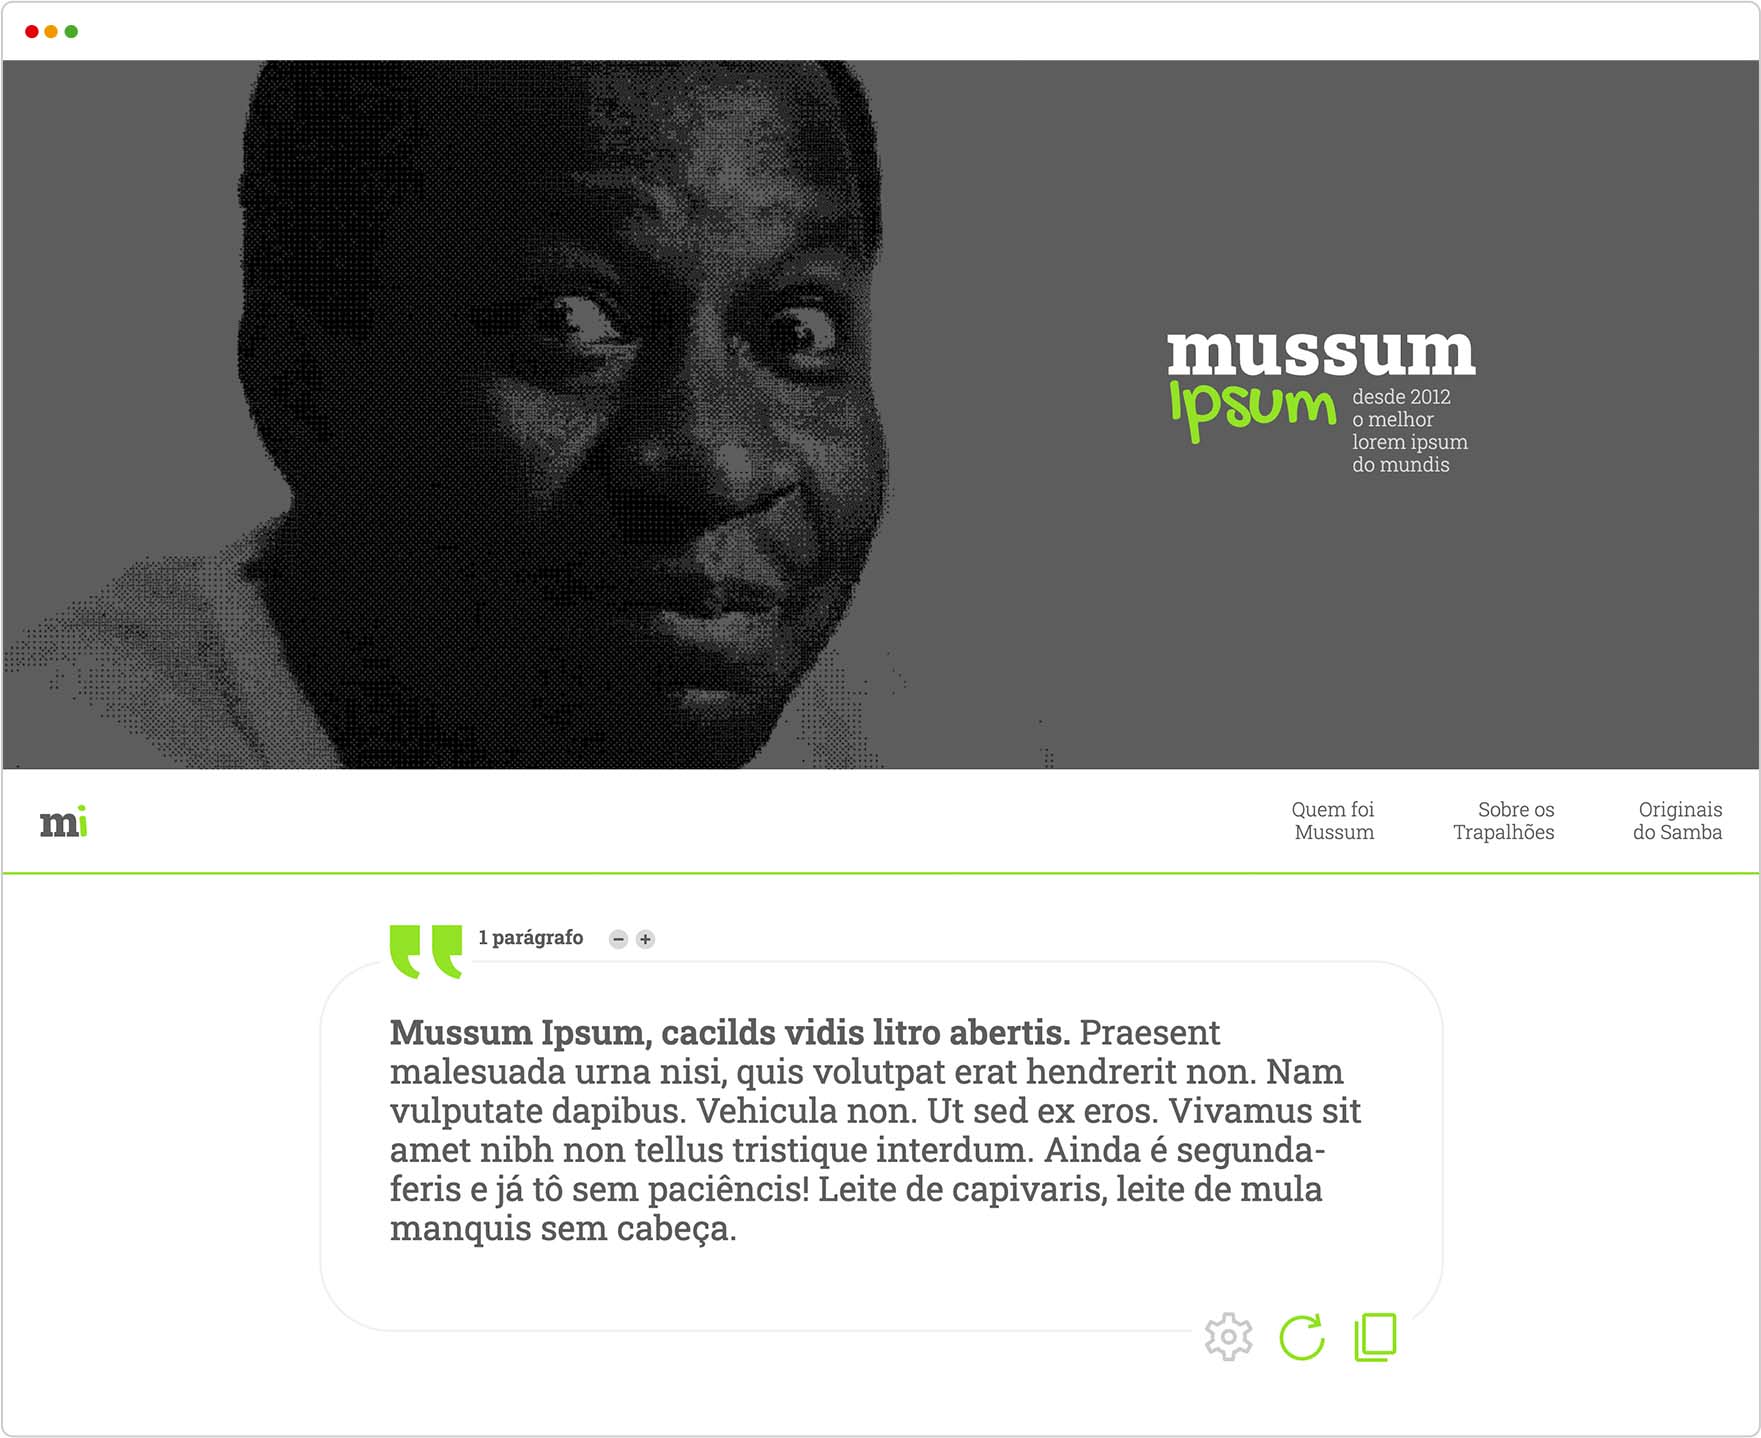 mussum
Ipsum
desde 2012
o melhor
lorem ipsum
do mundis
mi
Quem foi
Mussum
Sobre os
Trapalhões
Originais
do Samba
1 parágrafo
Mussum Ipsum, cacilds vidis litro abertis. Praesent
malesuada urna nisi, quis volutpat erat hendrerit non. Nam
vulputate dapibus. Vehicula non. Ut sed ex eros. Vivamus sit
amet nibh non tellus tristique interdum. Ainda é segunda-
feris e já tô sem paciêncis! Leite de capivaris, leite de mula
manquis sem cabeça.